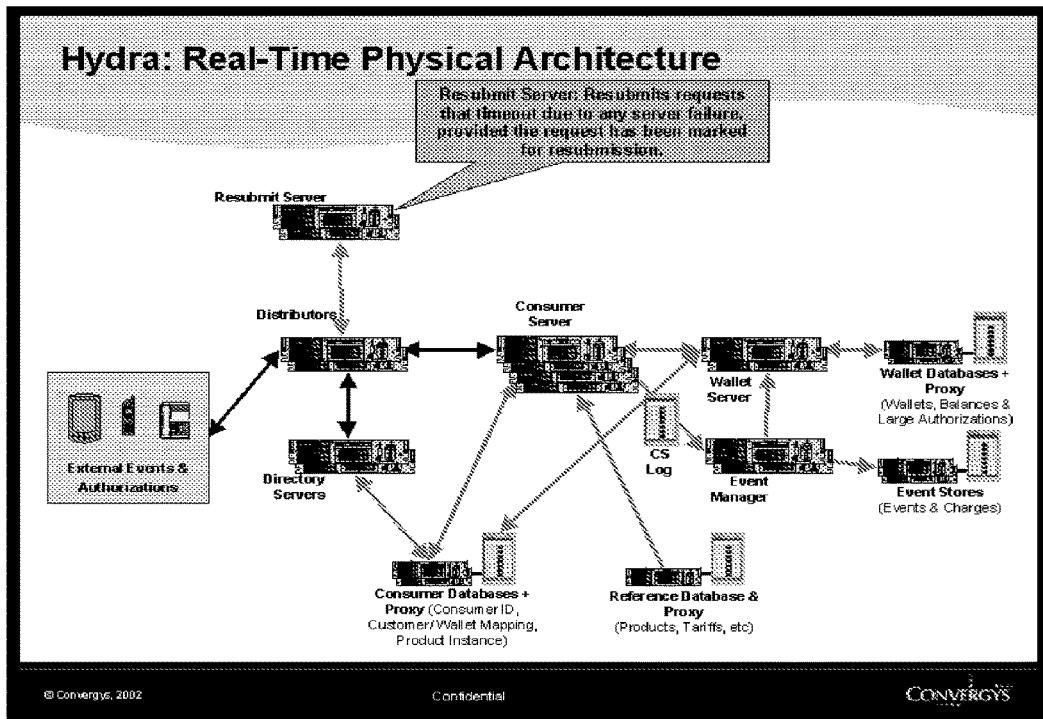 Hydra: Real-Time Physical Architecture
Resubmit Server: Resubmits requests
that timeout due to any server failure,
provided the request has been marked
for resubmission.
Resubmit Server
Distributors
Consumer
Server
Wallet
Server
Wallet Databases +
Proxy
(Wallets, Balances &
Large Authorizations)
External Events &
Authorizations
Directory
Servers
CS
Log
Event
Manager
Event Stores
(Events & Charges)
Consumer Databases +
Proxy (Consumer ID,
Customer/ Wallet Mapping,
Product Instance)
Reference Database &
Proxy
(Products, Tariffs, etc)
© Convergys, 2002
Confidential
CONVERGYS